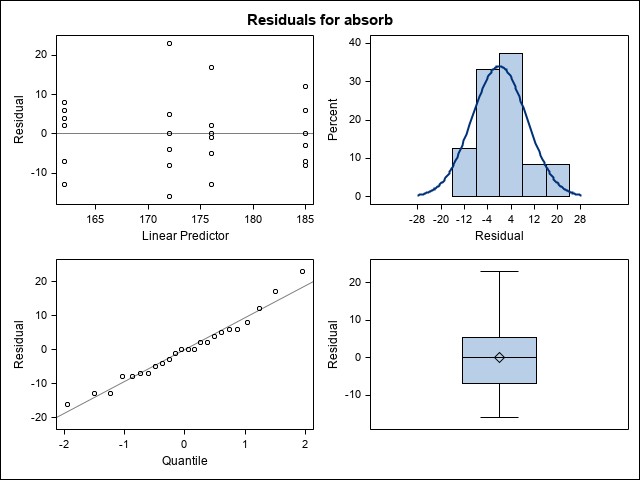 Residuals for absorb
20
10
0
-10
Residual
165 170 175 180 185
Linear Predictor
40
30
20
10
0
Percent
-28 -20 -12 -4 4 12 20 28
Residual
20
10
0
-10
-20
Residual
-2 -1 0 1 2
Quantile
20
10
0
-10
Residual